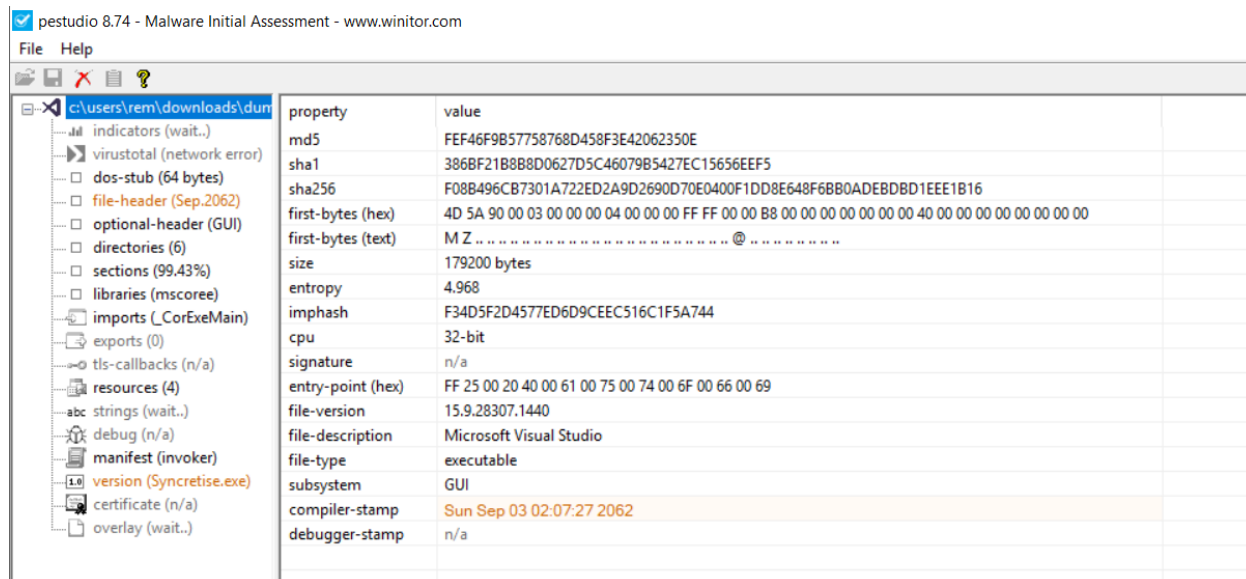 pestudio 8.74 - Malware Initial Assessment - www.winitor.com
File Help
c:\users\rem\downloads\dum
indicators (wait..)
virustotal (network error)
dos-stub (64 bytes)
file-header (Sep.2062)
optional-header (GUI)
directories (6)
sections (99.43%)
libraries (mscoree)
imports (_CorExeMain)
exports (0)
tls-callbacks (n/a)
resources (4)
abc strings (wait..)
debug (n/a)
manifest (invoker)
1.0 version (Syncretise.exe)
certificate (n/a)
overlay (wait..)
property value
md5 FEF46F9B57758768D458F3E42062350E
sha1 386BF21B8B8D0627D5C46079B5427EC15656EEF5
sha256 F08B496CB7301A722ED2A9D2690D70E0400F1DD8E648F6BB0ADEBDBD1EEE1B16
first-bytes (hex) 4D 5A 90 00 03 00 00 00 04 00 00 00 FF FF 00 00 B8 00 00 00 00 00 00 00 40 00 00 00 00 00 00 00
first-bytes (text) M Z .. .. .. .. .. .. .. .. .. .. .. .. .. .. .. .. .. .. .. .. .. .. @ .. .. .. .. .. .. ..
size 179200 bytes
entropy 4.968
imphash F34D5F2D4577ED6D9CEEC516C1F5A744
cpu 32-bit
signature n/a
entry-point (hex) FF 25 00 20 40 00 61 00 75 00 74 00 6F 00 66 00 69
file-version 15.9.28307.1440
file-description Microsoft Visual Studio
file-type executable
subsystem GUI
compiler-stamp Sun Sep 03 02:07:27 2062
debugger-stamp n/a